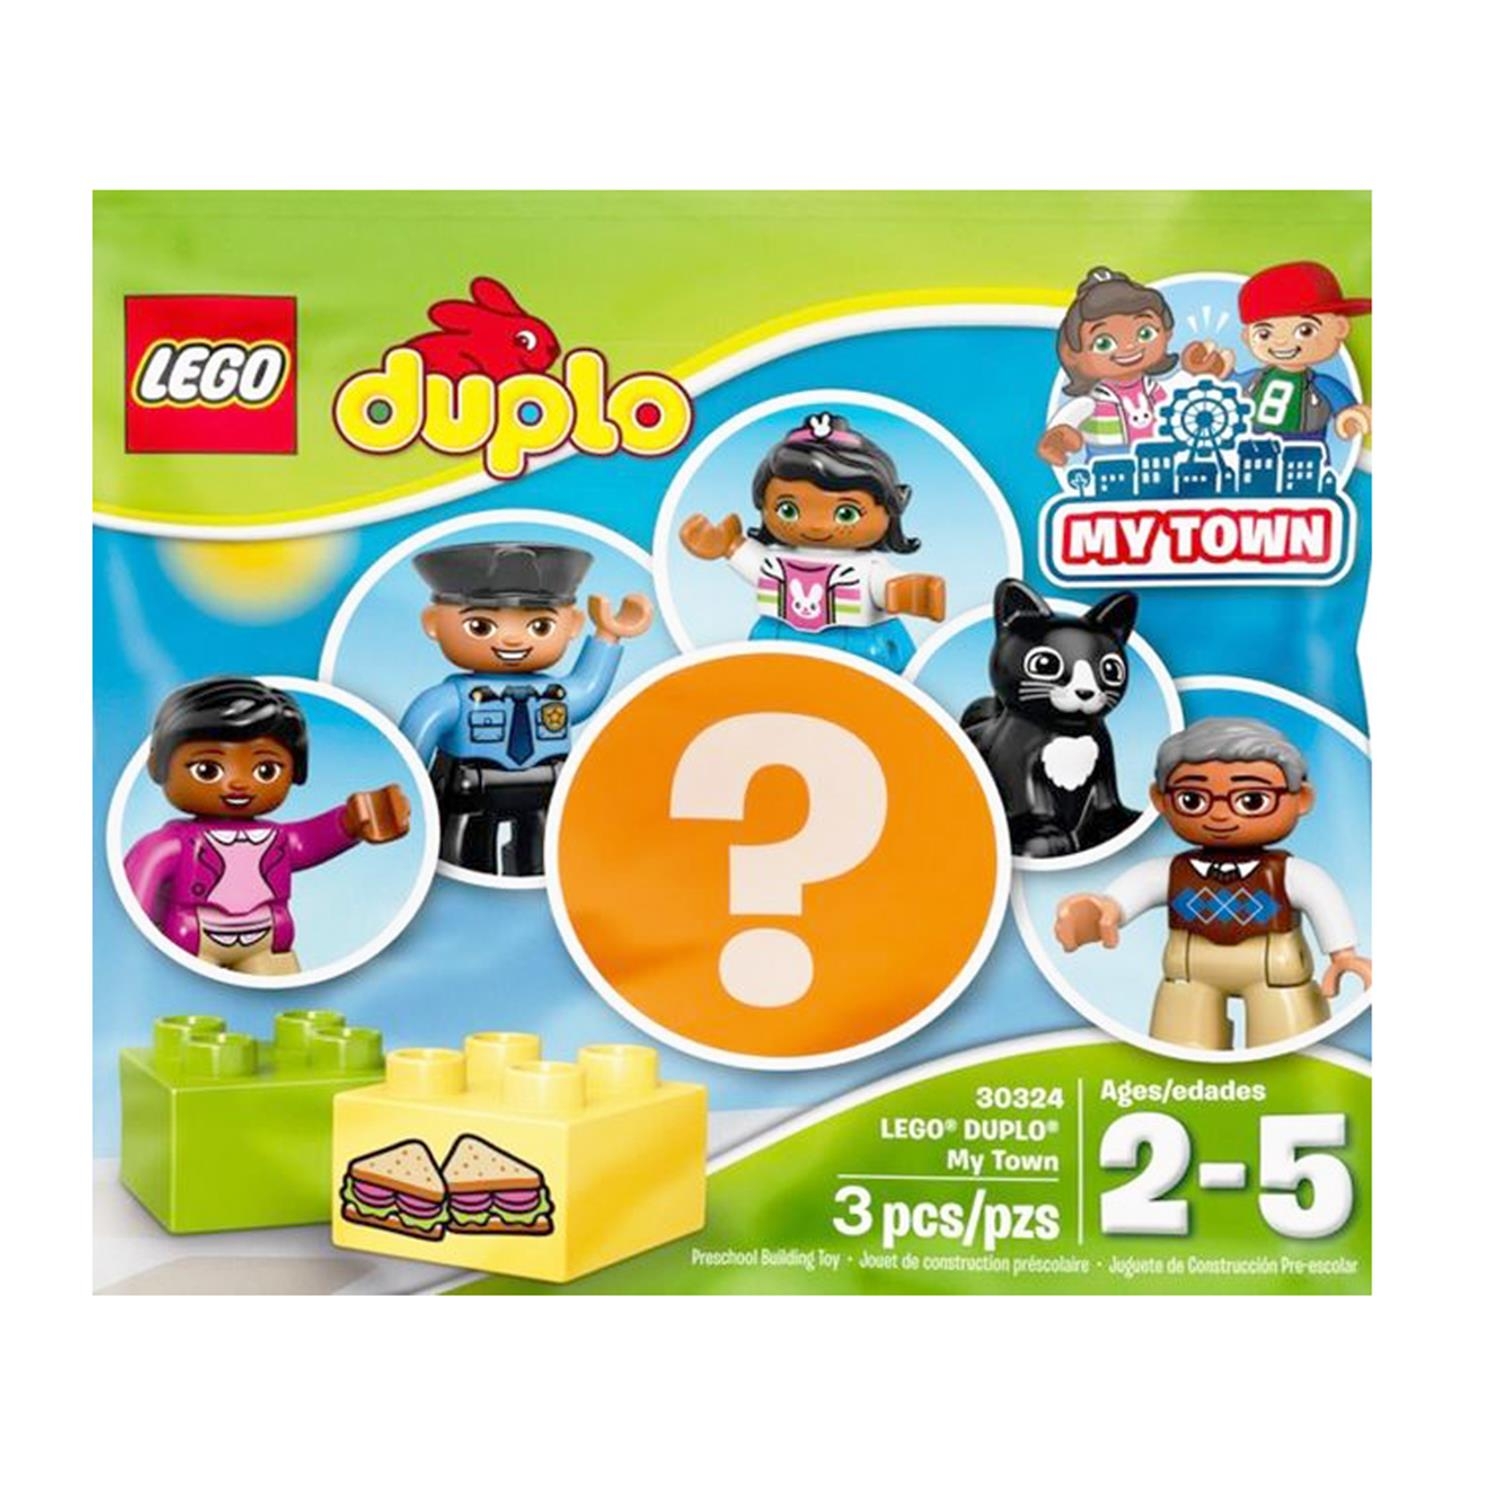 LEGO
duplo
8
MY TOWN
?
30324
LEGO® DUPLO®
My Town
3 pcs/pzs
Ages/edades
2-5
Preschool Building Toy · Jouet de construction préscolaire · Juguete de Construcción Pre-escolar